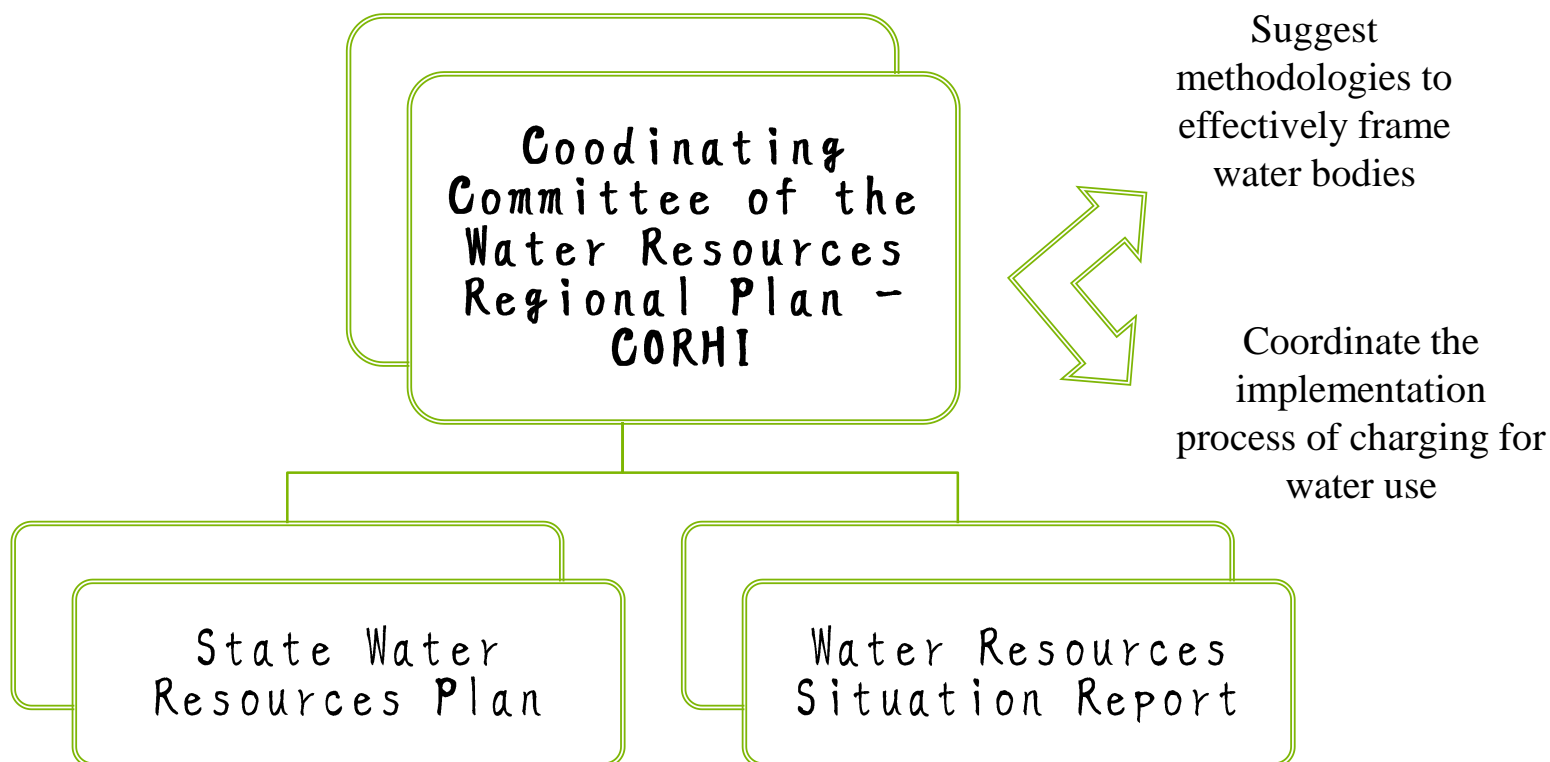 Coodinating
Committee of the
Water Resources
Regional Plan –
CORHI
Suggest
methodologies to
effectively frame
water bodies
Coordinate the
implementation
process of charging for
water use
State Water
Resources Plan
Water Resources
Situation Report